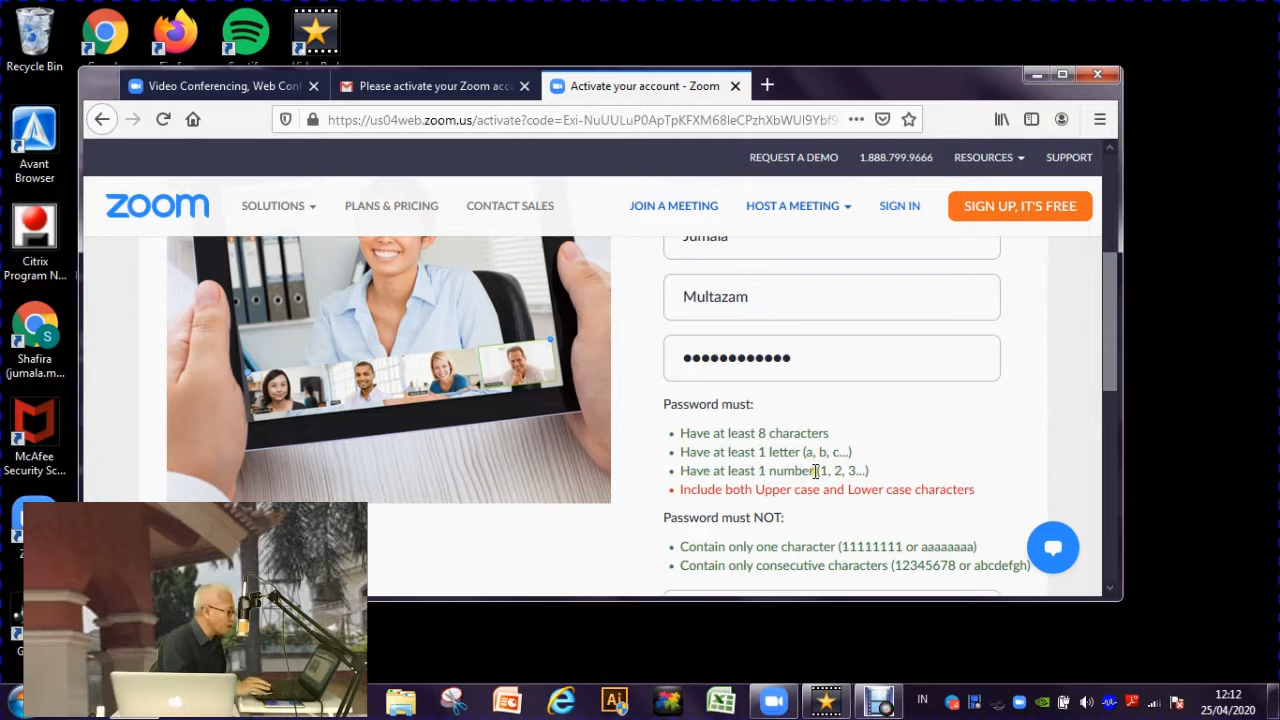 Recycle Bin
Avant
Browser
Citrix
Program N...
Shafira
(jumala.m...
McAfee
Security Sc...
Video Conferencing, Web Conf
Please activate your Zoom acc
Activate your account - Zoom
https://us04web.zoom.us/activate?code=Exi-NuUULuP0ApTpKFXM68IeCPzhXbWUI9Ybf9
REQUEST A DEMO
1.888.799.9666
RESOURCES
SUPPORT
zoom
SOLUTIONS
PLANS & PRICING
CONTACT SALES
JOIN A MEETING
HOST A MEETING
SIGN IN
SIGN UP, IT'S FREE
Jumala
Multazam
Password must:
• Have at least 8 characters
• Have at least 1 letter (a, b, c...)
• Have at least 1 number (1, 2, 3...)
• Include both Upper case and Lower case characters
Password must NOT:
• Contain only one character (11111111 or aaaaaaaa)
• Contain only consecutive characters (12345678 or abcdefgh)
IN
12:12
25/04/2020